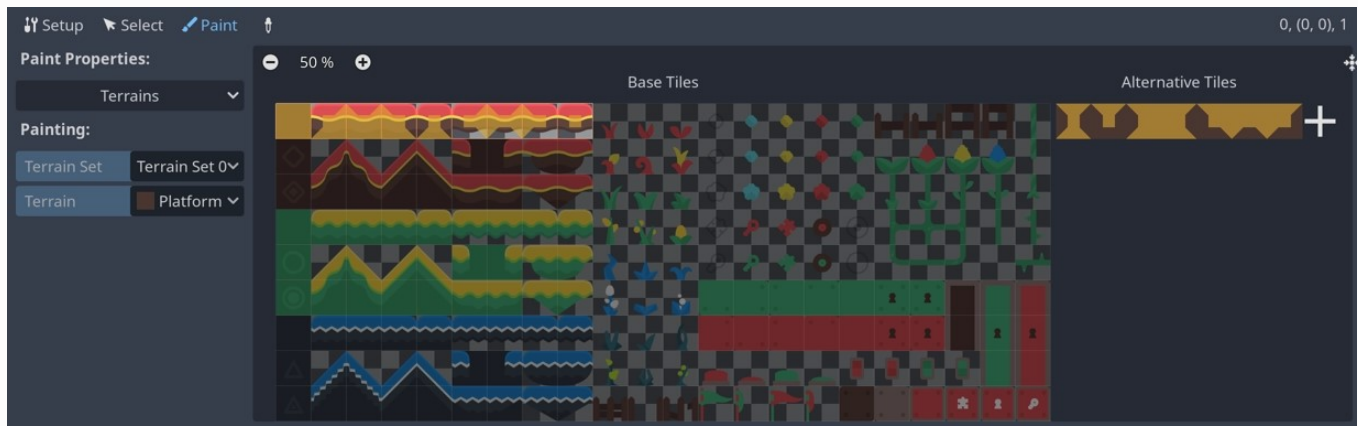 Setup Select Paint 0, (0, 0), 1
Paint Properties:
Terrains
Painting:
Terrain Set Terrain Set 0
Terrain Platform
50 %
Base Tiles
Alternative Tiles